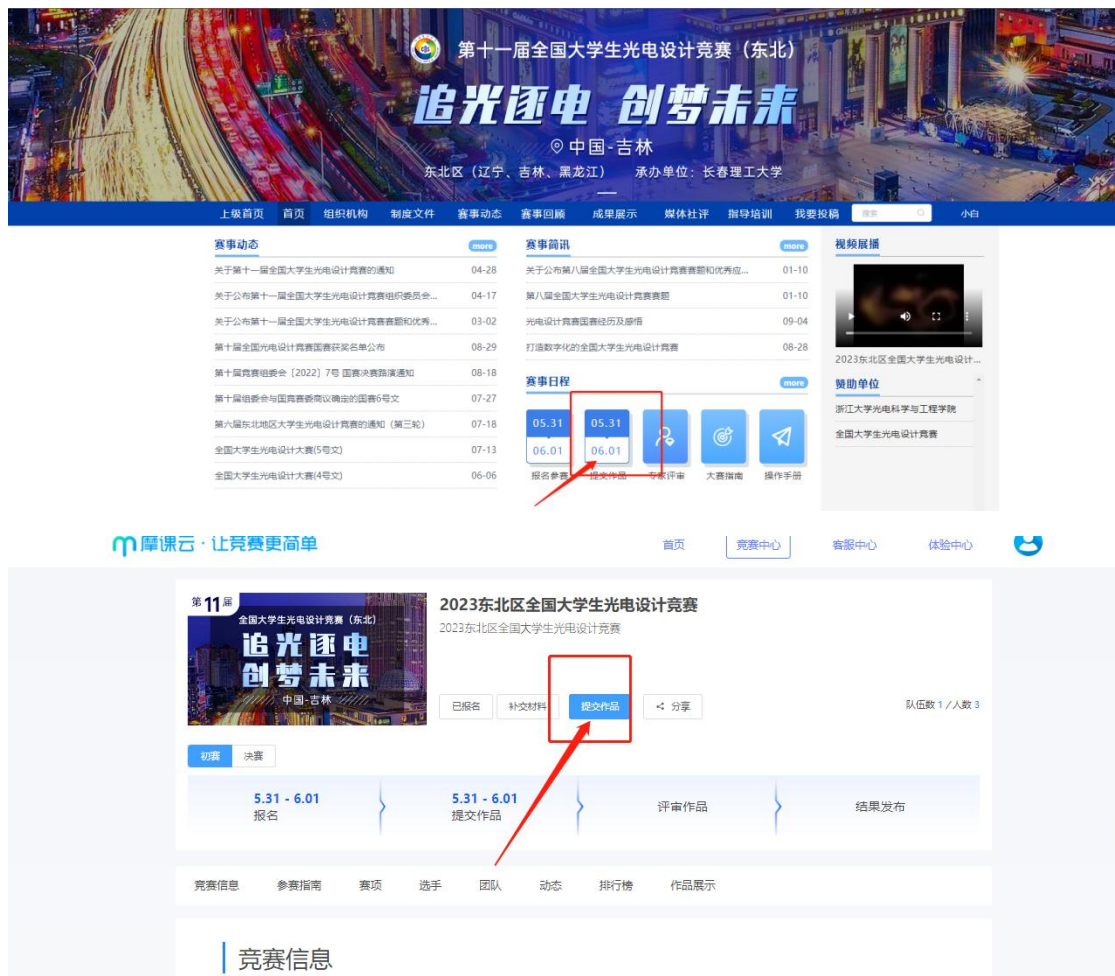 第十一届全国大学生光电设计竞赛（东北）
追光逐电 创梦未来
中国-吉林
东北区（辽宁、吉林、黑龙江） 承办单位：长春理工大学
上级首页 首页 组织机构 制度文件 赛事动态 赛事回顾 成果展示 媒体社评 指导培训 我要投稿 搜索 小白
赛事动态 more
关于第十一届全国大学生光电设计竞赛的通知 04-28
关于公布第十一届全国大学生光电设计竞赛组织委员会... 04-17
关于公布第十一届全国大学生光电设计竞赛赛题和优秀... 03-02
第十届全国光电设计竞赛国赛获奖名单公布 08-29
第十届竞赛组委会〔2022〕7号 国赛决赛路演通知 08-18
第十届组委会与国竞赛委商议确定的国赛6号文 07-27
第六届东北地区大学生光电设计竞赛的通知（第三轮） 07-18
全国大学生光电设计大赛(5号文) 07-13
全国大学生光电设计大赛(4号文) 06-06
赛事简讯 more
关于公布第八届全国大学生光电设计竞赛赛题和优秀应... 01-10
第八届全国大学生光电设计竞赛赛题 01-10
光电设计竞赛国赛经历及感悟 09-04
打造数字化的全国大学生光电设计竞赛 08-28
赛事日程 more
05.31 05.31
06.01 06.01
报名参赛 提交作品 专家评审 大赛指南 操作手册
视频展播
2023东北区全国大学生光电设计...
赞助单位
浙江大学光电科学与工程学院
全国大学生光电设计竞赛
摩课云·让竞赛更简单 首页 竞赛中心 客服中心 体验中心
第11届
全国大学生光电设计竞赛（东北）
追光逐电
创梦未来
中国-吉林
2023东北区全国大学生光电设计竞赛
2023东北区全国大学生光电设计竞赛
已报名 补交材料 提交作品 分享 队伍数 1 / 人数 3
初赛 决赛
5.31 - 6.01 5.31 - 6.01
报名 提交作品 评审作品 结果发布
竞赛信息 参赛指南 赛项 选手 团队 动态 排行榜 作品展示
竞赛信息